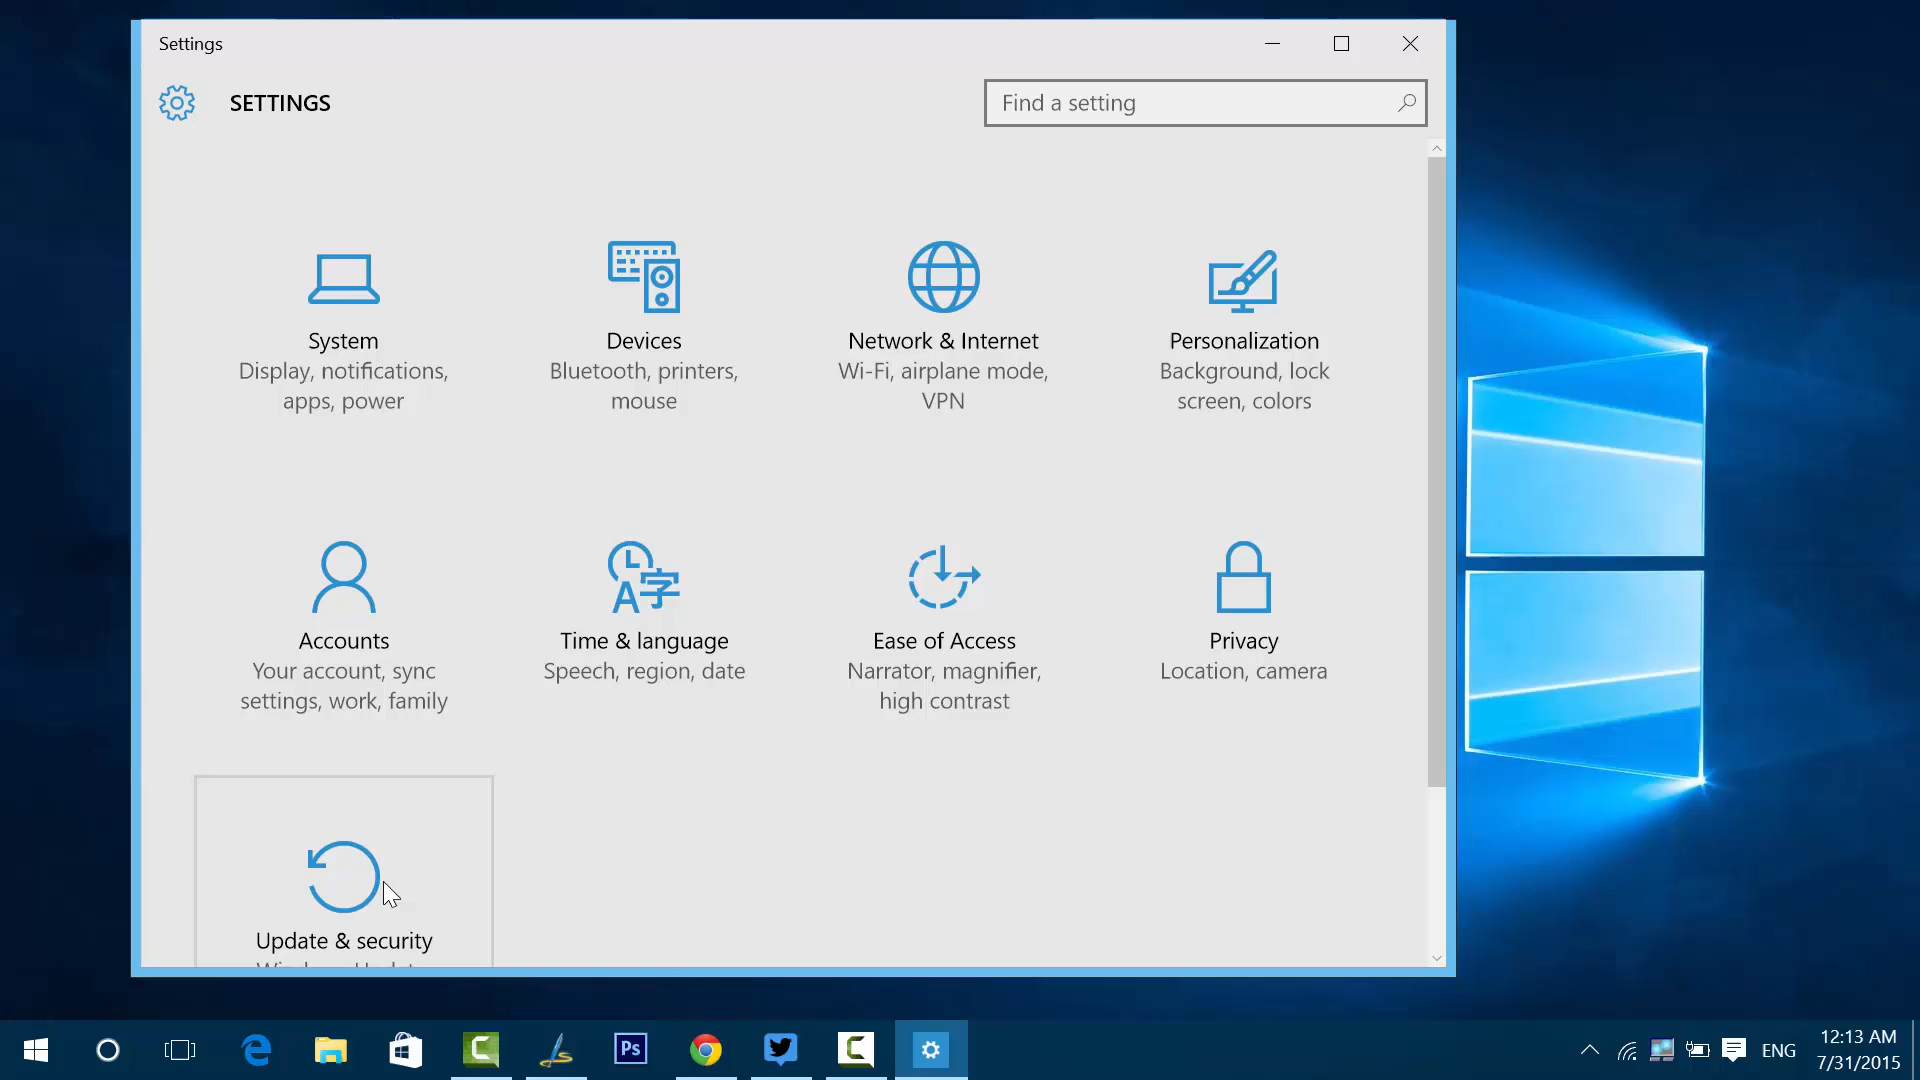 Settings
SETTINGS
Find a setting
System
Display, notifications,
apps, power
Devices
Bluetooth, printers,
mouse
Network & Internet
Wi-Fi, airplane mode,
VPN
Personalization
Background, lock
screen, colors
Accounts
Your account, sync
settings, work, family
Time & language
Speech, region, date
Ease of Access
Narrator, magnifier,
high contrast
Privacy
Location, camera
Update & security
Ps
ENG
12:13 AM
7/31/2015